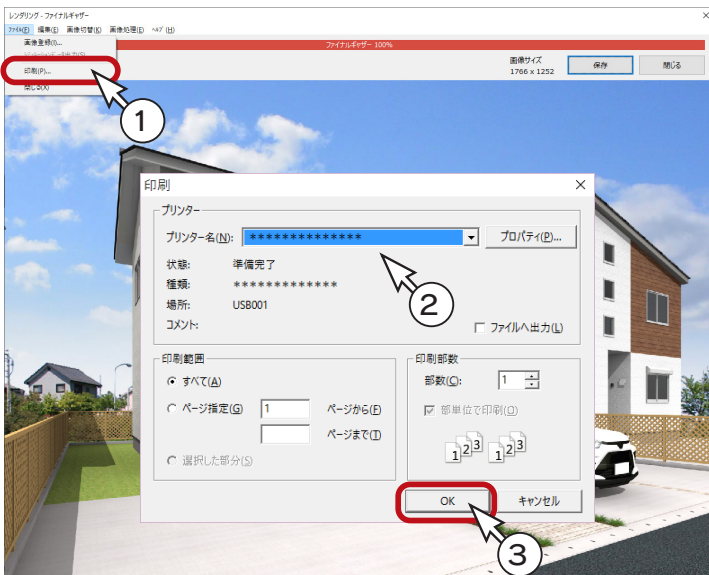 レンダリング - ファイナルギャザー
ファイル(F) 編集(E) 画像切替(K) 画像処理(E) ヘルプ(H)
ファイナルギャザー 100%
画像登録(I)...
印刷(P)...
閉じる(X)
画像サイズ
1766 x 1252
保存
閉じる
1
印刷
プリンター
プリンター名(N): **************
プロパティ(P)...
状態: 準備完了
種類: *************
場所: USB001
コメント:
ファイルへ出力(L)
2
印刷範囲
すべて(A)
ページ指定(G) 1 ページから(F)
ページまで(T)
選択した部分(S)
印刷部数
部数(C): 1
部単位で印刷(O)
1 2 3 1 2 3
OK
キャンセル
3